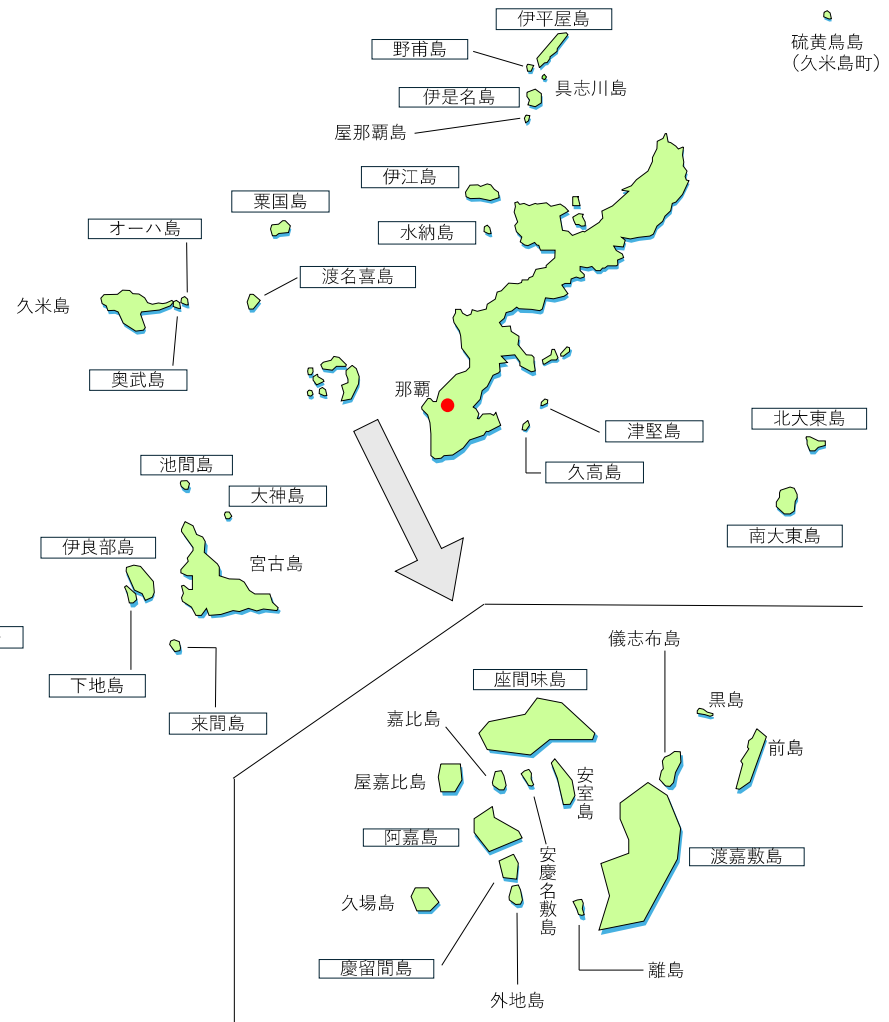 伊平屋島
硫黄鳥島
（久米島町）
野甫島
具志川島
伊是名島
屋那覇島
伊江島
粟国島
オーハ島
水納島
渡名喜島
久米島
奥武島
那覇
北大東島
津堅島
久高島
池間島
大神島
南大東島
伊良部島
宮古島
下地島
来間島
儀志布島
座間味島
黒島
嘉比島
前島
屋嘉比島
安室島
阿嘉島
安慶名敷島
渡嘉敷島
久場島
慶留間島
離島
外地島